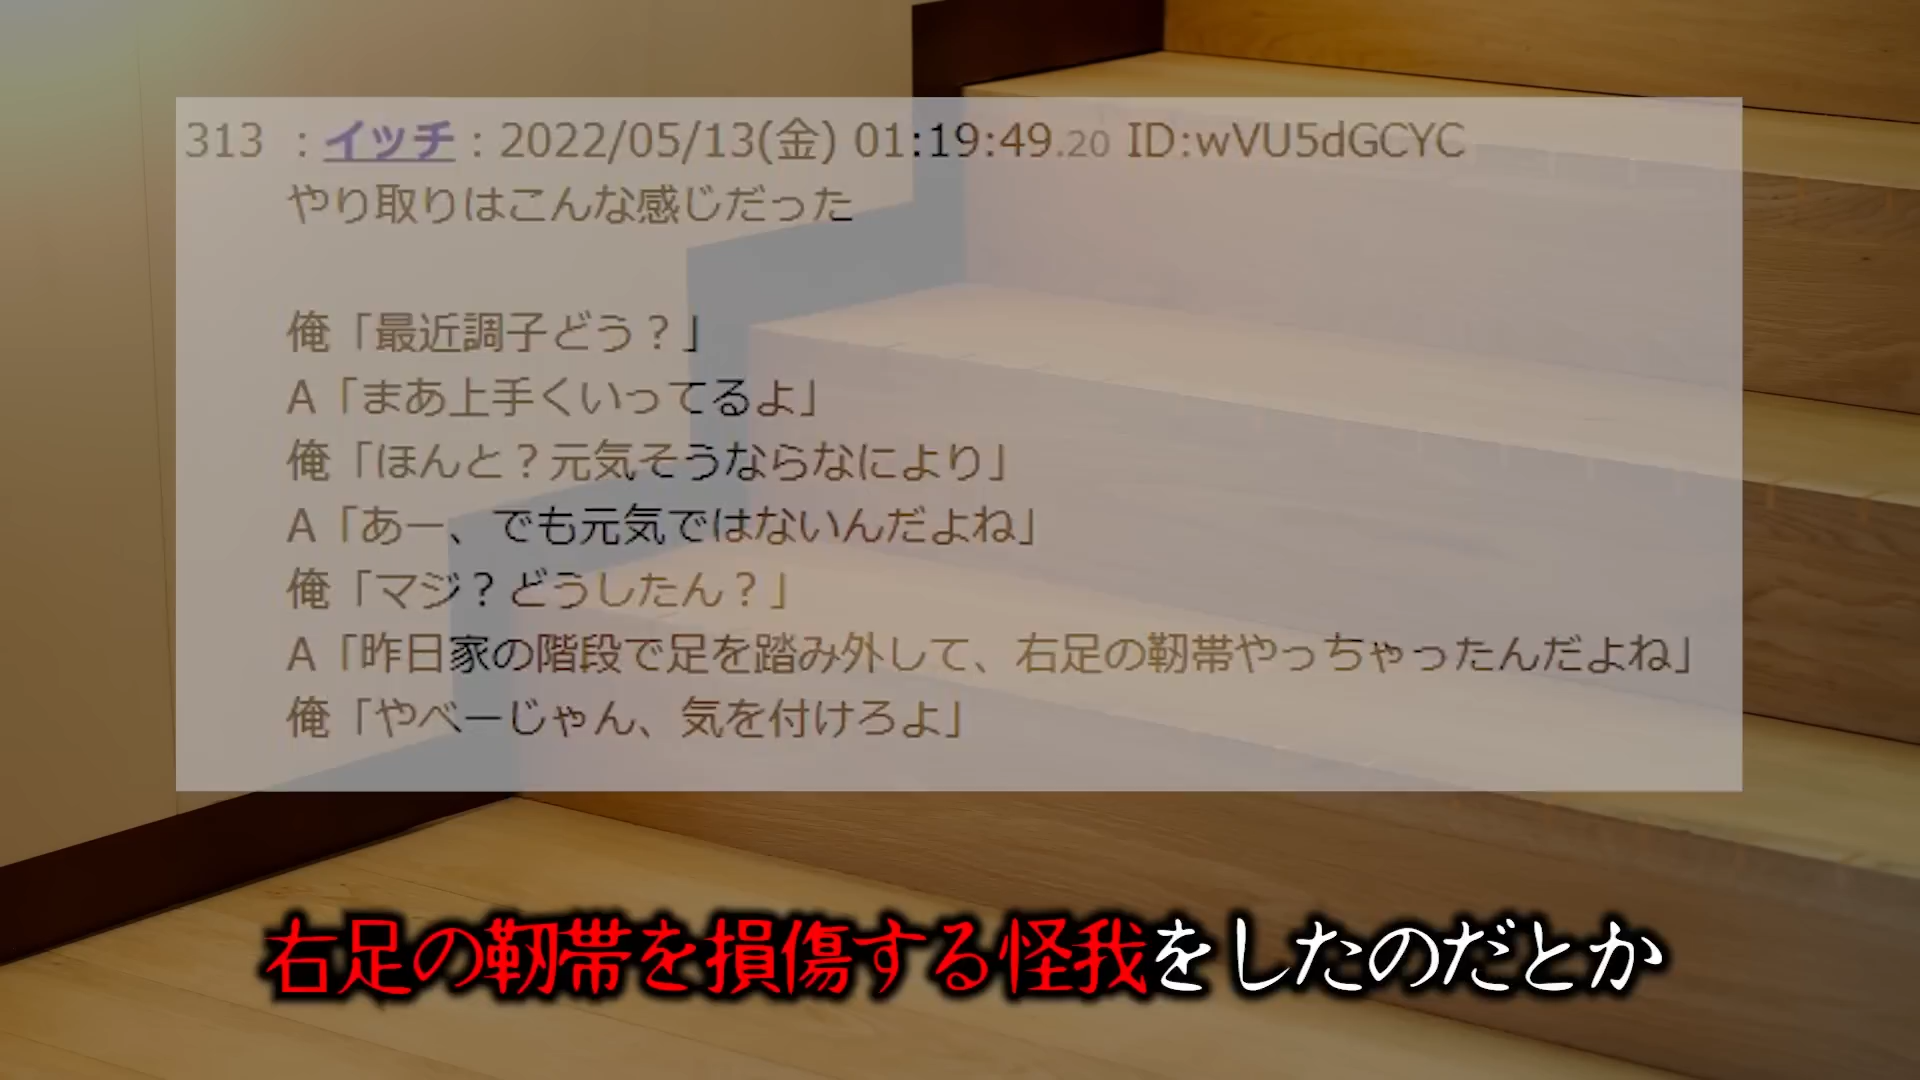 313 ：イッチ：2022/05/13(金) 01:19:49.20 ID:wVU5dGCYC
やり取りはこんな感じだった
俺「最近調子どう？」
A「まあ上手くいってるよ」
俺「ほんと？元気そうならなにより」
A「あー、でも元気ではないんだよね」
俺「マジ？どうしたん？」
A「昨日家の階段で足を踏み外して、右足の靭帯やっちゃったんだよね」
俺「やべーじゃん、気を付けろよ」
右足の靭帯を損傷する怪我をしたのだとか